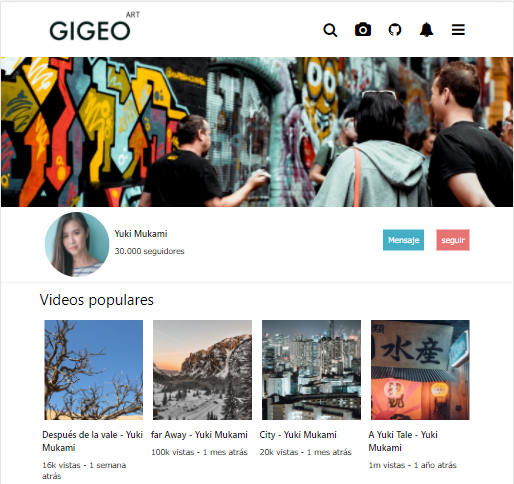 GIGEO ART
Yuki Mukami
30.000 seguidores
Mensaje
seguir
Videos populares
水産
Después de la vale - Yuki
Mukami
16k vistas - 1 semana
atrás
far Away - Yuki Mukami
100k vistas - 1 mes atrás
City - Yuki Mukami
20k vistas - 1 mes atrás
A Yuki Tale - Yuki
Mukami
1m vistas - 1 año atrás